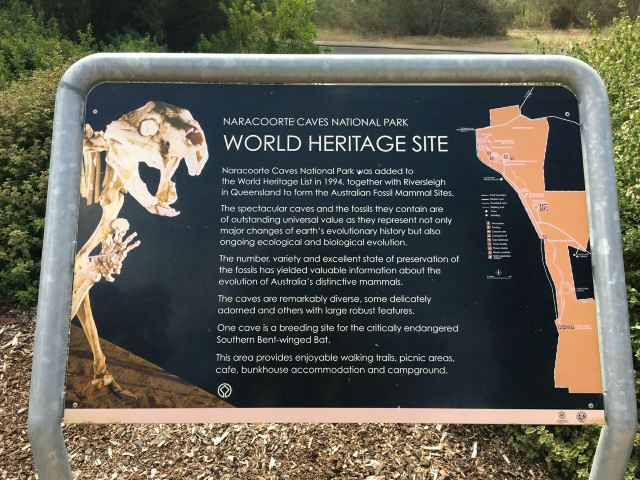 NARACOORTE CAVES NATIONAL PARK
WORLD HERITAGE SITE
Naracoorte Caves National Park was added to
the World Heritage List in 1994, together with Riversleigh
in Queensland to form the Australian Fossil Mammal Sites.
The spectacular caves and the fossils they contain are
of outstanding universal value as they represent not only
major changes of earth's evolutionary history but also
ongoing ecological and biological evolution.
The number, variety and excellent state of preservation of
the fossils has yielded valuable information about the
evolution of Australia's distinctive mammals.
The caves are remarkably diverse, some delicately
adorned and others with large robust features.
One cave is a breeding site for the critically endangered
Southern Bent-winged Bat.
This area provides enjoyable walking trails, picnic areas,
cafe, bunkhouse accommodation and campground.